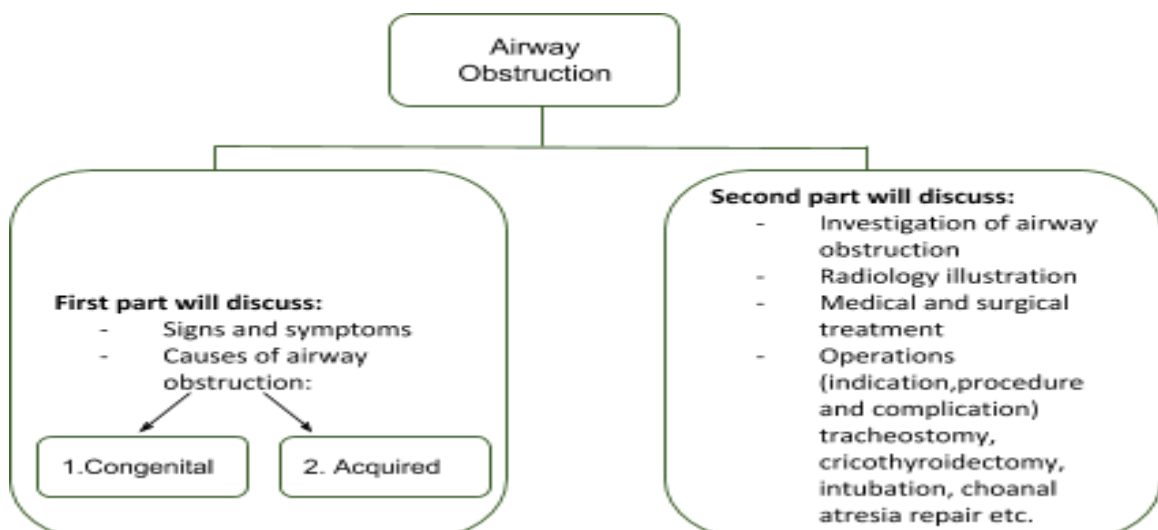 Airway
Obstruction
First part will discuss:
- Signs and symptoms
- Causes of airway
obstruction:
1.Congenital
2. Acquired
Second part will discuss:
- Investigation of airway
obstruction
- Radiology illustration
- Medical and surgical
treatment
- Operations
(indication,procedure
and complication)
tracheostomy,
cricothyroidectomy,
intubation, choanal
atresia repair etc.